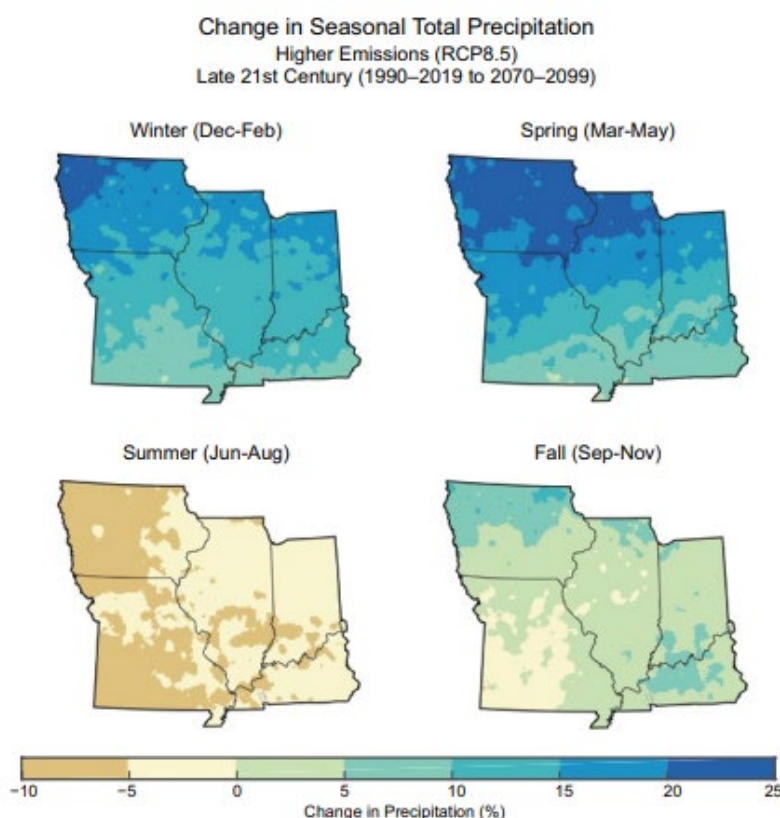 Change in Seasonal Total Precipitation
Higher Emissions (RCP8.5)
Late 21st Century (1990–2019 to 2070–2099)
Winter (Dec-Feb)
Spring (Mar-May)
Summer (Jun-Aug)
Fall (Sep-Nov)
−10 −5 0 5 10 15 20 25
Change in Precipitation (%)